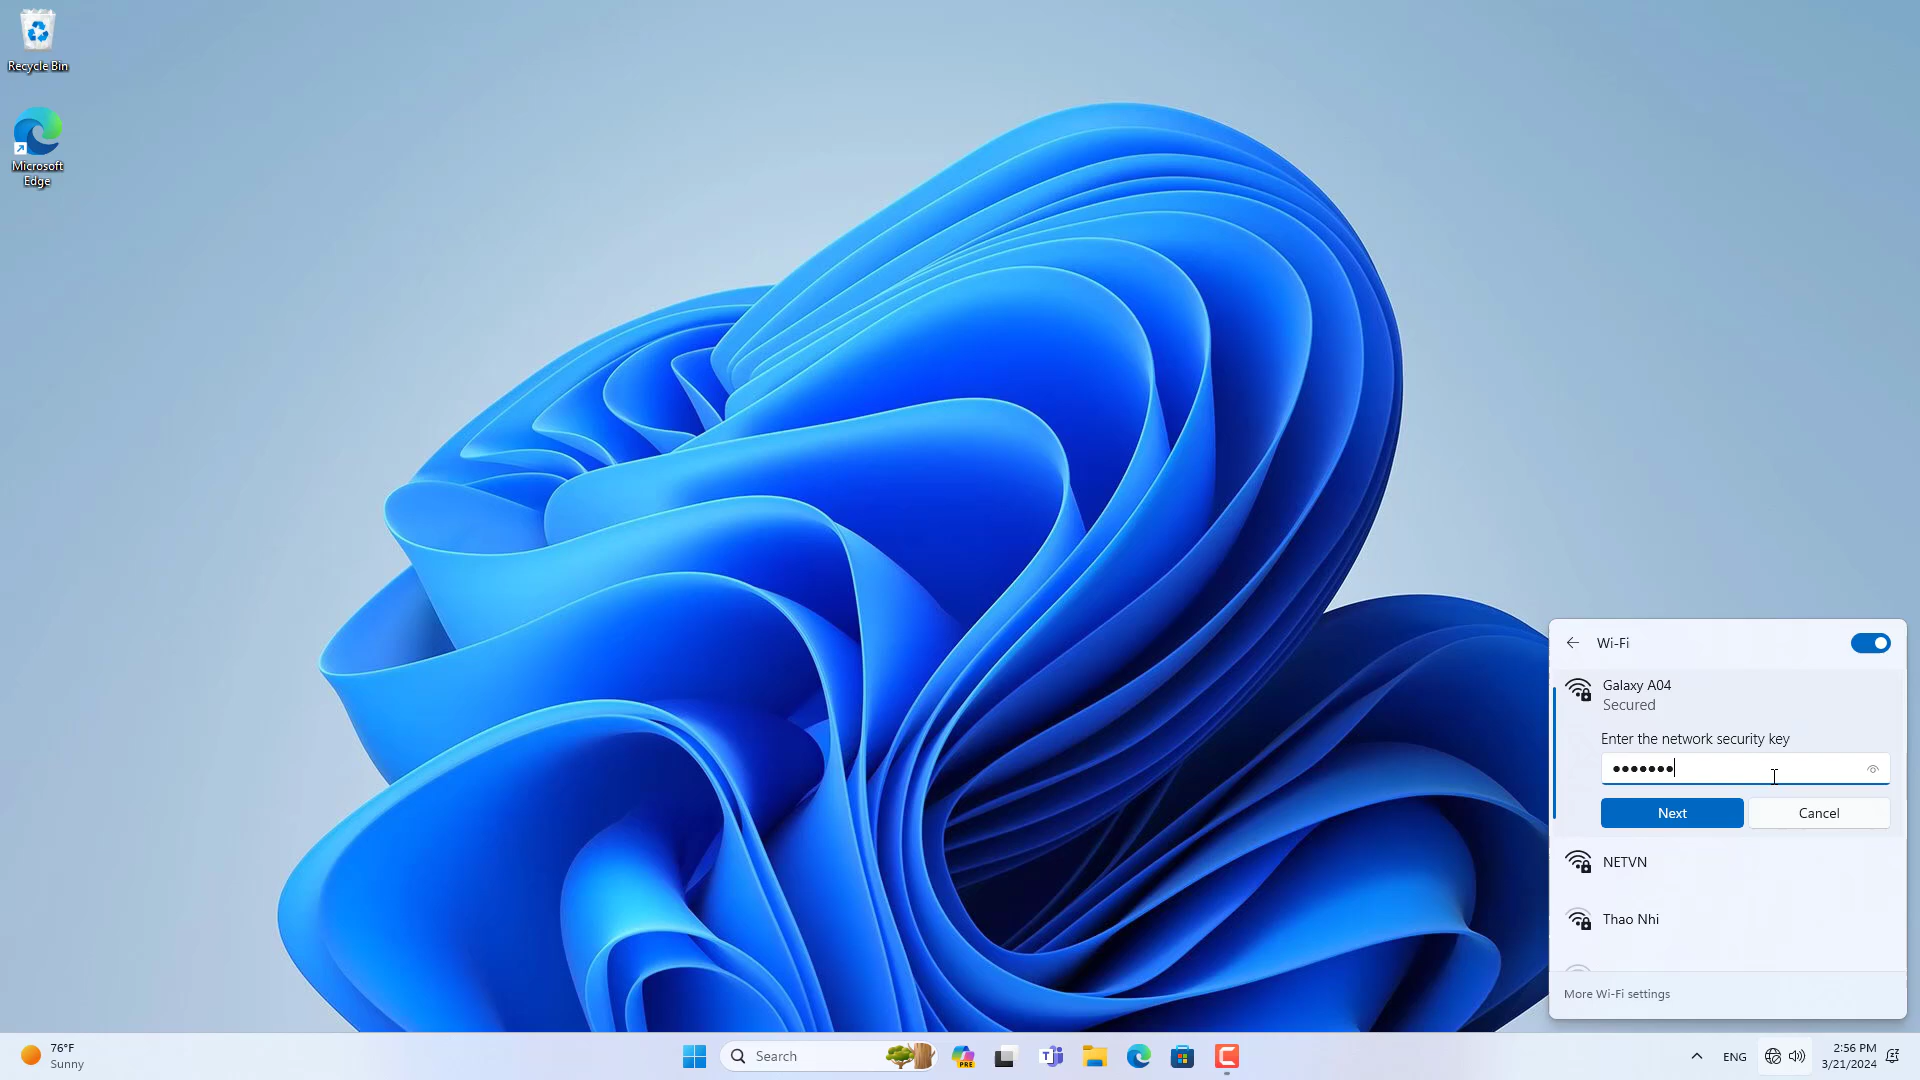 Recycle Bin
Microsoft
Edge
Wi-Fi
Galaxy A04
Secured
Enter the network security key
•••••••
Next
Cancel
NETVN
Thao Nhi
More Wi-Fi settings
76°F
Sunny
Search
PRE
ENG
2:56 PM
3/21/2024